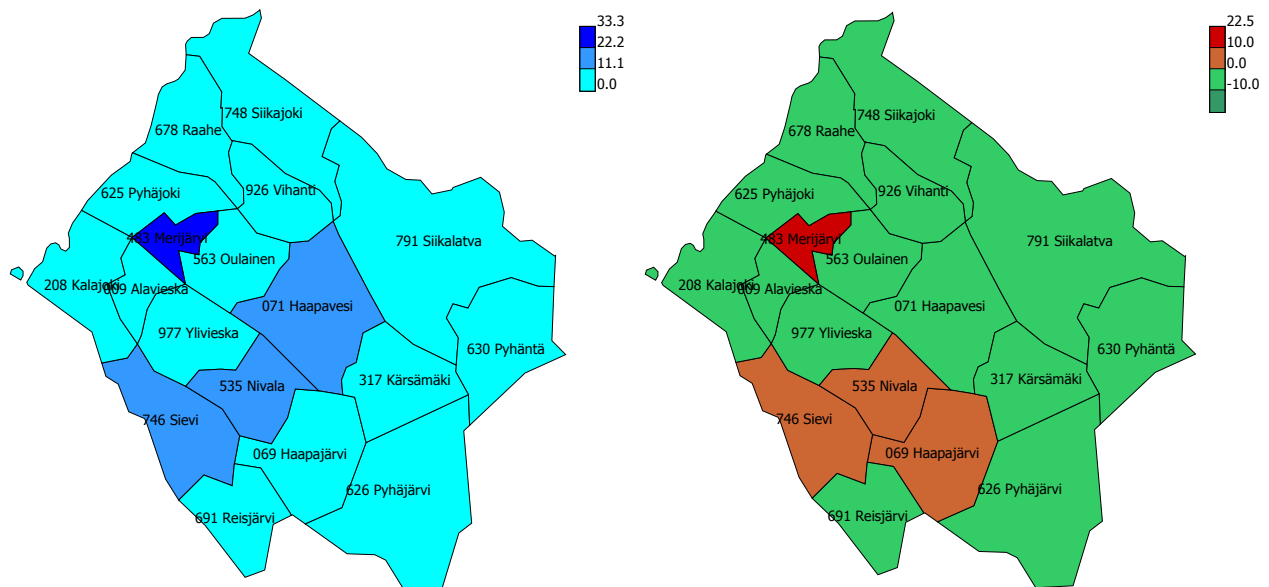 33.3
22.2
11.1
0.0
748 Siikajoki
678 Raahe
926 Vihanti
625 Pyhäjoki
483 Merijärvi
791 Siikalatva
563 Oulainen
208 Kalajoki
009 Alavieska
071 Haapavesi
977 Ylivieska
630 Pyhäntä
317 Kärsämäki
535 Nivala
746 Sievi
069 Haapajärvi
626 Pyhäjärvi
691 Reisjärvi
22.5
10.0
0.0
-10.0
748 Siikajoki
678 Raahe
926 Vihanti
625 Pyhäjoki
483 Merijärvi
791 Siikalatva
563 Oulainen
208 Kalajoki
009 Alavieska
071 Haapavesi
977 Ylivieska
630 Pyhäntä
317 Kärsämäki
535 Nivala
746 Sievi
069 Haapajärvi
626 Pyhäjärvi
691 Reisjärvi